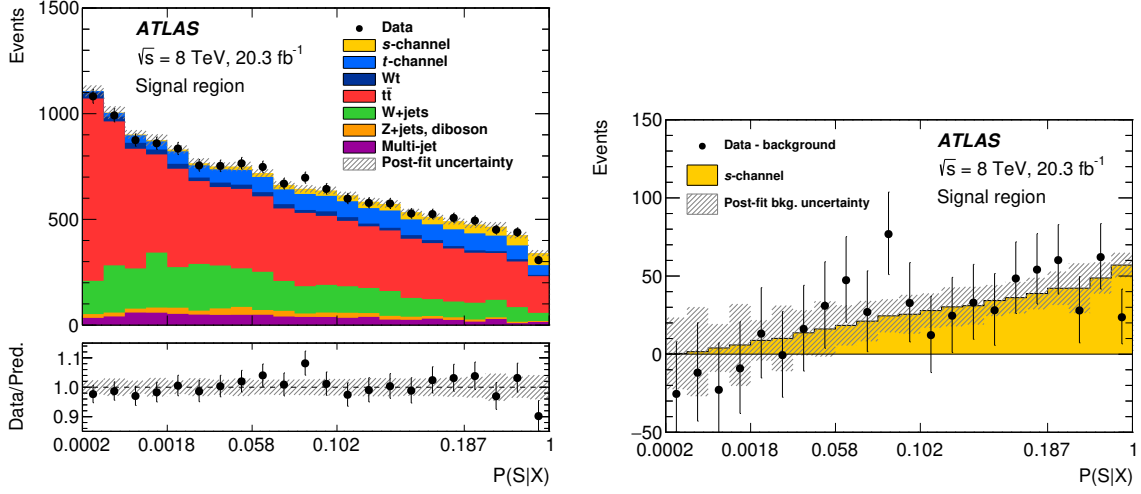 Events
1500
1000
500
0
ATLAS
√s = 8 TeV, 20.3 fb⁻¹
Signal region
Data
s-channel
t-channel
Wt
tt̄
W+jets
Z+jets, diboson
Multi-jet
Post-fit uncertainty
Data/Pred.
1.1
1.0
0.9
0.0002 0.0018 0.058 0.102 0.187 1
P(S|X)
Events
150
100
50
0
−50
Data - background
s-channel
Post-fit bkg. uncertainty
ATLAS
√s = 8 TeV, 20.3 fb⁻¹
Signal region
0.0002 0.0018 0.058 0.102 0.187 1
P(S|X)